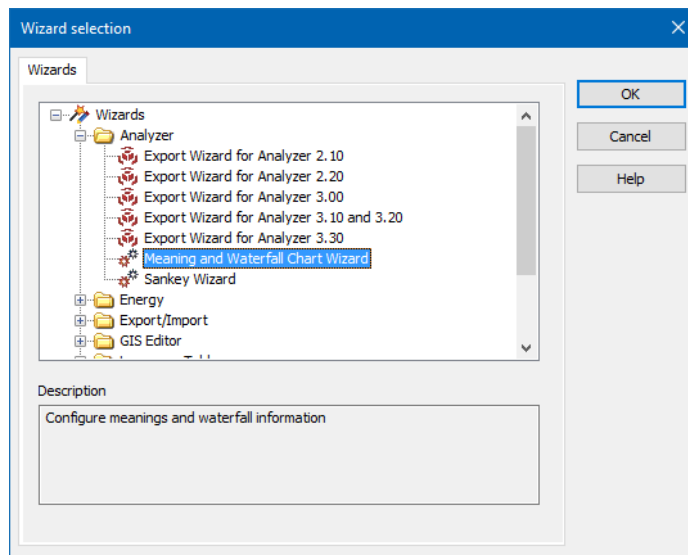 Wizard selection
Wizards
Wizards
Analyzer
Export Wizard for Analyzer 2.10
Export Wizard for Analyzer 2.20
Export Wizard for Analyzer 3.00
Export Wizard for Analyzer 3.10 and 3.20
Export Wizard for Analyzer 3.30
Meaning and Waterfall Chart Wizard
Sankey Wizard
Energy
Export/Import
GIS Editor
OK
Cancel
Help
Description
Configure meanings and waterfall information